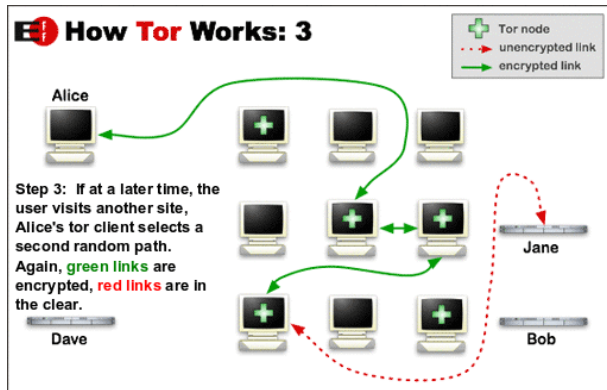 EFF How Tor Works: 3
Tor node
unencrypted link
encrypted link
Alice
Step 3: If at a later time, the
user visits another site,
Alice's tor client selects a
second random path.
Again, green links are
encrypted, red links are in
the clear.
Jane
Dave
Bob